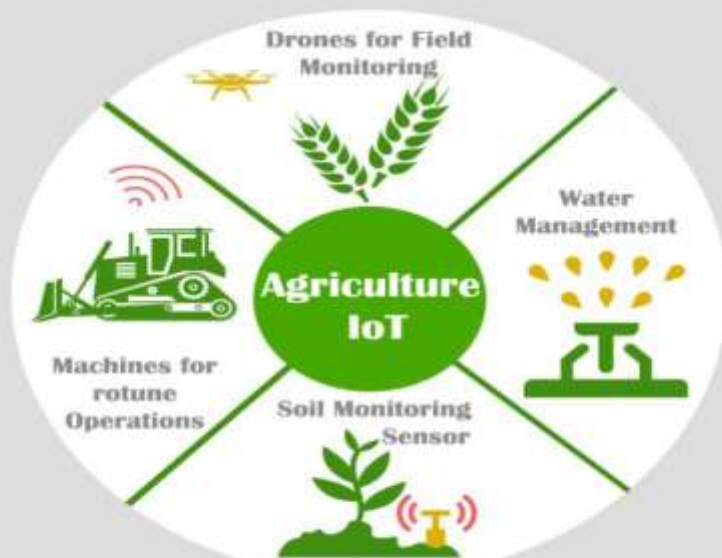 Drones for Field
Monitoring
Water
Management
Agriculture
IoT
Machines for
rotune
Operations
Soil Monitoring
Sensor